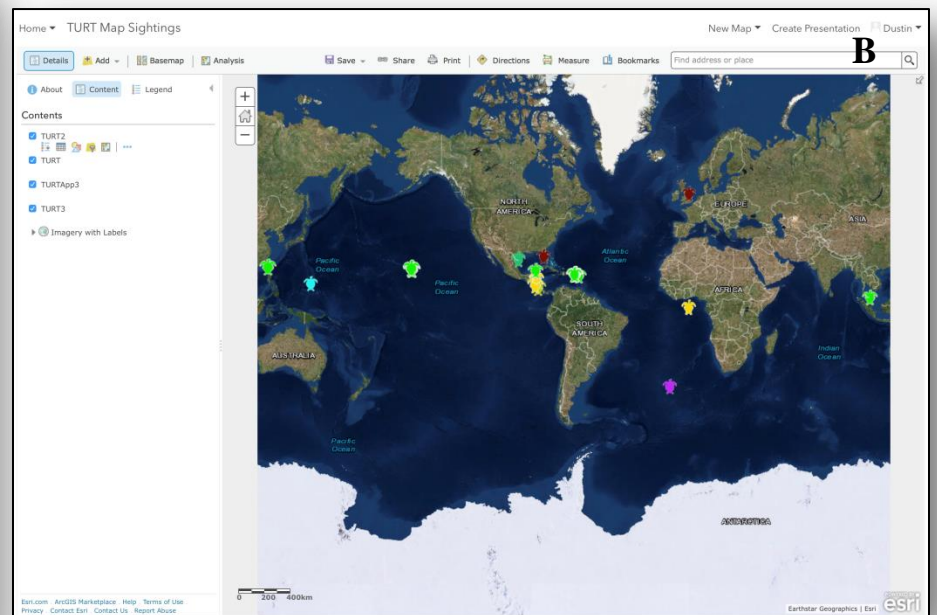 Home TURT Map Sightings New Map Create Presentation Dustin
B
Details Add Basemap Analysis Save Share Print Directions Measure Bookmarks Find address or place
About Content Legend
Contents
TURT2
TURT
TURTApp3
TURT3
Imagery with Labels
NORTH
AMERICA
EUROPE
ASIA
Atlantic
Ocean
Pacific
Ocean
Pacific
Ocean
AFRICA
SOUTH
AMERICA
Indian
Ocean
AUSTRALIA
Pacific
Ocean
ANTARCTICA
0 200 400km
Esri.com ArcGIS Marketplace Help Terms of Use
Privacy Contact Esri Contact Us Report Abuse
Earthstar Geographics | Esri
esri